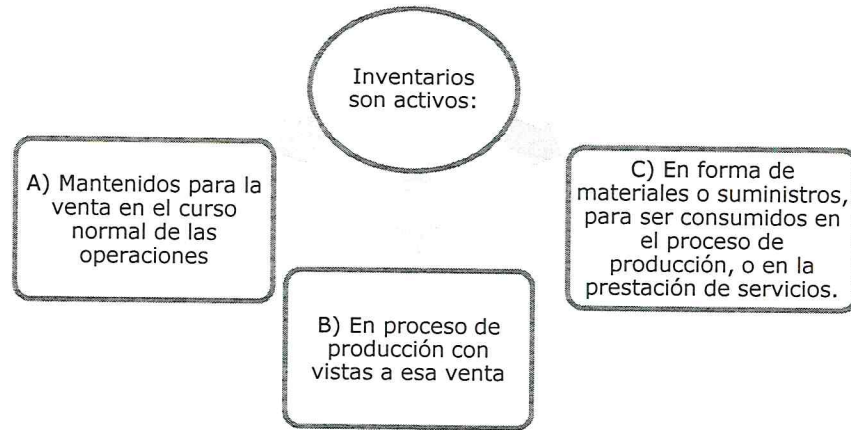 Inventarios
son activos:
A) Mantenidos para la
venta en el curso
normal de las
operaciones
B) En proceso de
producción con
vistas a esa venta
C) En forma de
materiales o suministros,
para ser consumidos en
el proceso de
producción, o en la
prestación de servicios.